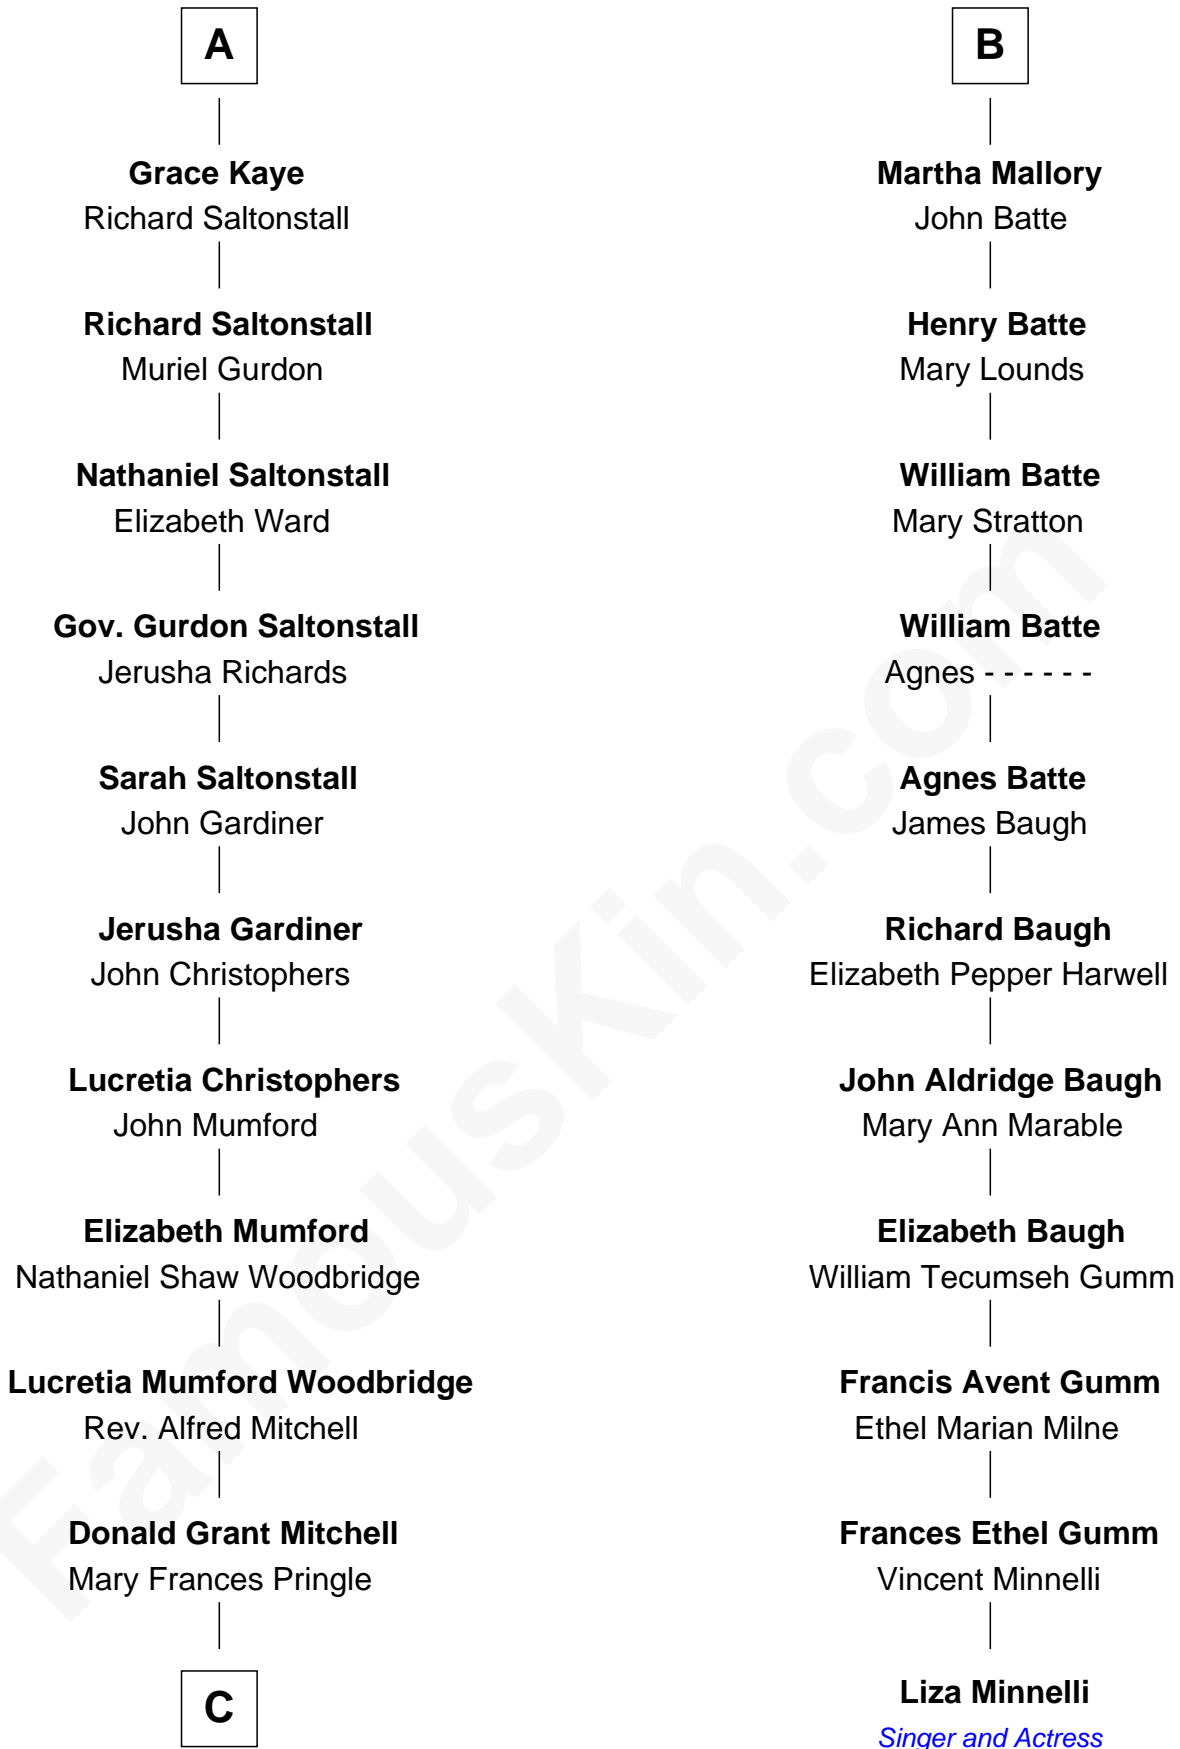 A
Grace Kaye
Richard Saltonstall
Richard Saltonstall
Muriel Gurdon
Nathaniel Saltonstall
Elizabeth Ward
Gov. Gurdon Saltonstall
Jerusha Richards
Sarah Saltonstall
John Gardiner
Jerusha Gardiner
John Christophers
Lucretia Christophers
John Mumford
Elizabeth Mumford
Nathaniel Shaw Woodbridge
Lucretia Mumford Woodbridge
Rev. Alfred Mitchell
Donald Grant Mitchell
Mary Frances Pringle
C
B
Martha Mallory
John Batte
Henry Batte
Mary Lounds
William Batte
Mary Stratton
William Batte
Agnes - - - - - -
Agnes Batte
James Baugh
Richard Baugh
Elizabeth Pepper Harwell
John Aldridge Baugh
Mary Ann Marable
Elizabeth Baugh
William Tecumseh Gumm
Francis Avent Gumm
Ethel Marian Milne
Frances Ethel Gumm
Vincent Minnelli
Liza Minnelli
Singer and Actress
FamousKin.com